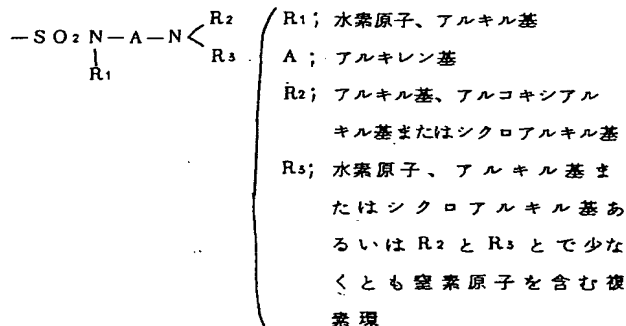 R2
－SO2N－A－N
R3
R1
R1; 水素原子、アルキル基
A ; アルキレン基
R2; アルキル基、アルコキシアル
キル基またはシクロアルキル基
R3; 水素原子、アルキル基ま
たはシクロアルキル基あ
るいはR2とR3とで少な
くとも窒素原子を含む複
素現